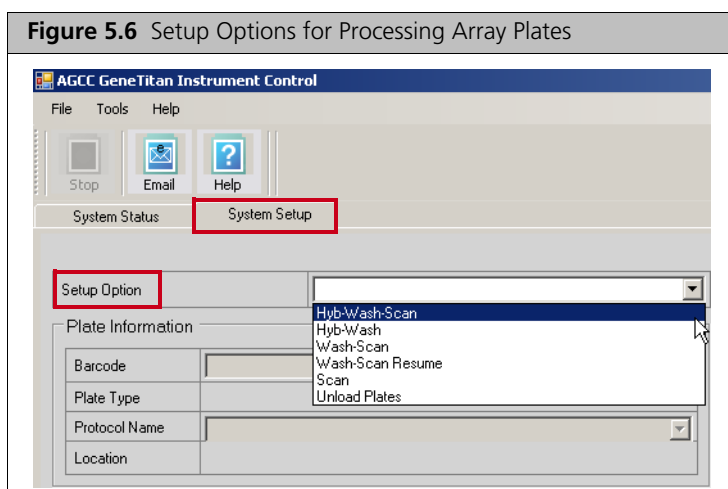 Figure 5.6 Setup Options for Processing Array Plates
AGCC GeneTitan Instrument Control
File Tools Help
Stop Email Help
System Status System Setup
Setup Option
Hyb-Wash-Scan
Hyb-Wash
Wash-Scan
Wash-Scan Resume
Scan
Unload Plates
Plate Information
Barcode
Plate Type
Protocol Name
Location